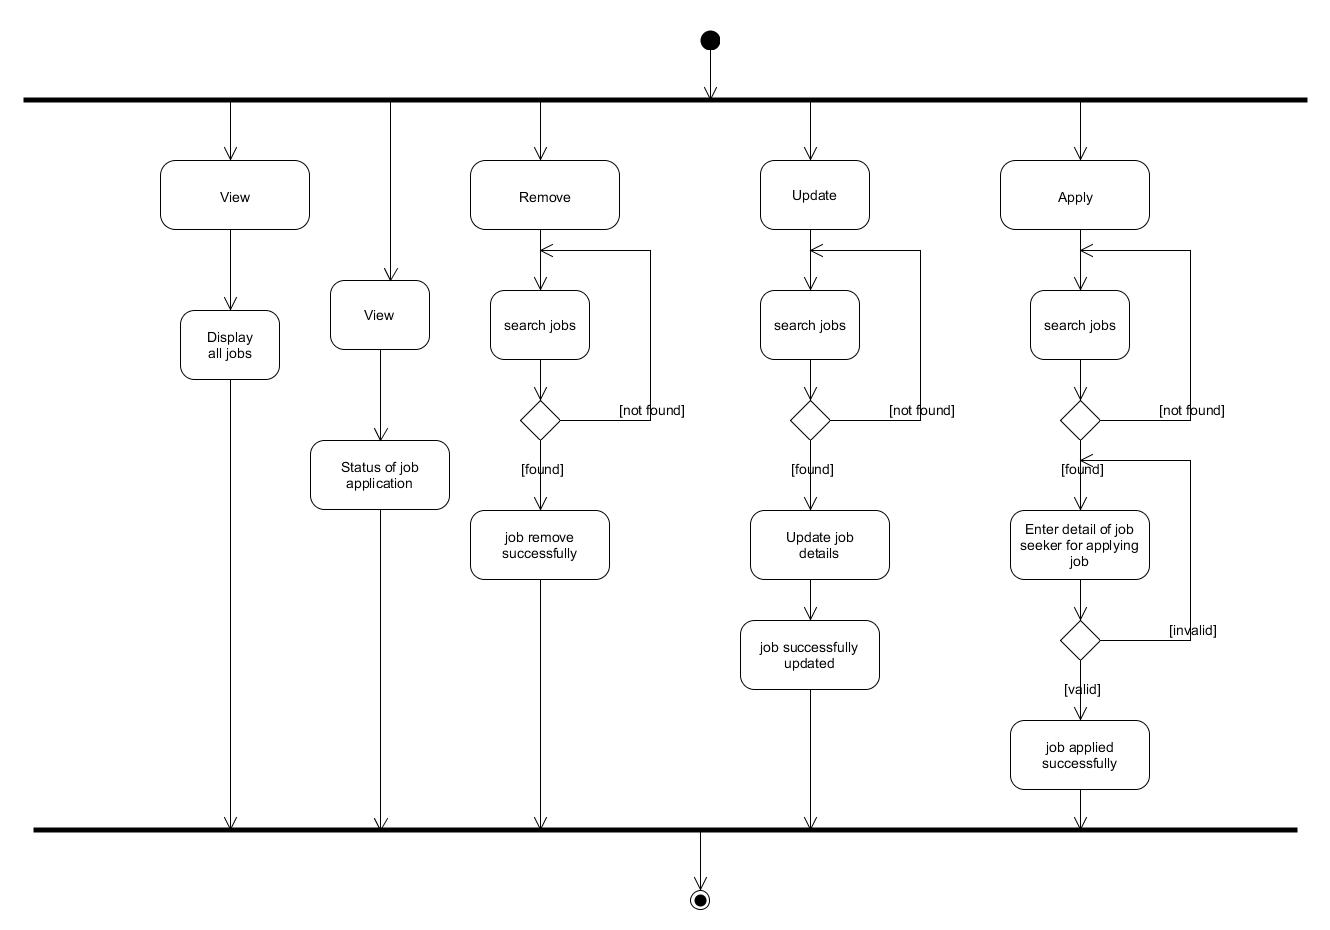 View
Remove
Update
Apply
View
Display
all jobs
search jobs
search jobs
search jobs
[not found]
[not found]
[not found]
Status of job
application
[found]
[found]
[found]
job remove
successfully
Update job
details
Enter detail of job
seeker for applying
job
[invalid]
job successfully
updated
[valid]
job applied
successfully